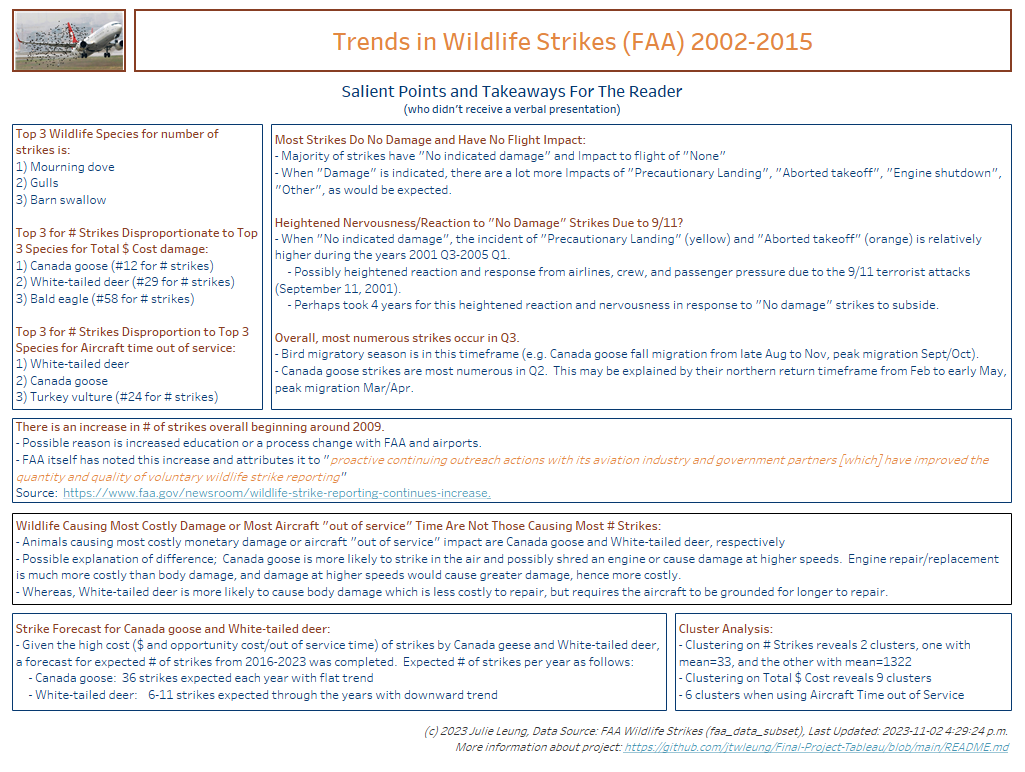 Trends in Wildlife Strikes (FAA) 2002-2015
Salient Points and Takeaways For The Reader
(who didn't receive a verbal presentation)
Top 3 Wildlife Species for number of
strikes is:
1) Mourning dove
2) Gulls
3) Barn swallow
Top 3 for # Strikes Disproportionate to Top
3 Species for Total $ Cost damage:
1) Canada goose (#12 for # strikes)
2) White-tailed deer (#29 for # strikes)
3) Bald eagle (#58 for # strikes)
Top 3 for # Strikes Disproportion to Top 3
Species for Aircraft time out of service:
1) White-tailed deer
2) Canada goose
3) Turkey vulture (#24 for # strikes)
Most Strikes Do No Damage and Have No Flight Impact:
- Majority of strikes have "No indicated damage" and Impact to flight of "None"
- When "Damage" is indicated, there are a lot more Impacts of "Precautionary Landing", "Aborted takeoff", "Engine shutdown",
"Other", as would be expected.
Heightened Nervousness/Reaction to "No Damage" Strikes Due to 9/11?
- When "No indicated damage", the incident of "Precautionary Landing" (yellow) and "Aborted takeoff" (orange) is relatively
higher during the years 2001 Q3-2005 Q1.
- Possibly heightened reaction and response from airlines, crew, and passenger pressure due to the 9/11 terrorist attacks
(September 11, 2001).
- Perhaps took 4 years for this heightened reaction and nervousness in response to "No damage" strikes to subside.
Overall, most numerous strikes occur in Q3.
- Bird migratory season is in this timeframe (e.g. Canada goose fall migration from late Aug to Nov, peak migration Sept/Oct).
- Canada goose strikes are most numerous in Q2.  This may be explained by their northern return timeframe from Feb to early May,
peak migration Mar/Apr.
There is an increase in # of strikes overall beginning around 2009.
- Possible reason is increased education or a process change with FAA and airports.
- FAA itself has noted this increase and attributes it to "proactive continuing outreach actions with its aviation industry and government partners [which] have improved the
quantity and quality of voluntary wildlife strike reporting"
Source: https://www.faa.gov/newsroom/wildlife-strike-reporting-continues-increase.
Wildlife Causing Most Costly Damage or Most Aircraft "out of service" Time Are Not Those Causing Most # Strikes:
- Animals causing most costly monetary damage or aircraft "out of service" impact are Canada goose and White-tailed deer, respectively
- Possible explanation of difference;  Canada goose is more likely to strike in the air and possibly shred an engine or cause damage at higher speeds.  Engine repair/replacement
is much more costly than body damage, and damage at higher speeds would cause greater damage, hence more costly.
- Whereas, White-tailed deer is more likely to cause body damage which is less costly to repair, but requires the aircraft to be grounded for longer to repair.
Strike Forecast for Canada goose and White-tailed deer:
- Given the high cost ($ and opportunity cost/out of service time) of strikes by Canada geese and White-tailed deer,
a forecast for expected # of strikes from 2016-2023 was completed.  Expected # of strikes per year as follows:
- Canada goose:  36 strikes expected each year with flat trend
- White-tailed deer:   6-11 strikes expected through the years with downward trend
Cluster Analysis:
- Clustering on # Strikes reveals 2 clusters, one with
mean=33, and the other with mean=1322
- Clustering on Total $ Cost reveals 9 clusters
- 6 clusters when using Aircraft Time out of Service
(c) 2023 Julie Leung, Data Source: FAA Wildlife Strikes (faa_data_subset), Last Updated: 2023-11-02 4:29:24 p.m.
More information about project: https://github.com/jtwleung/Final-Project-Tableau/blob/main/README.md